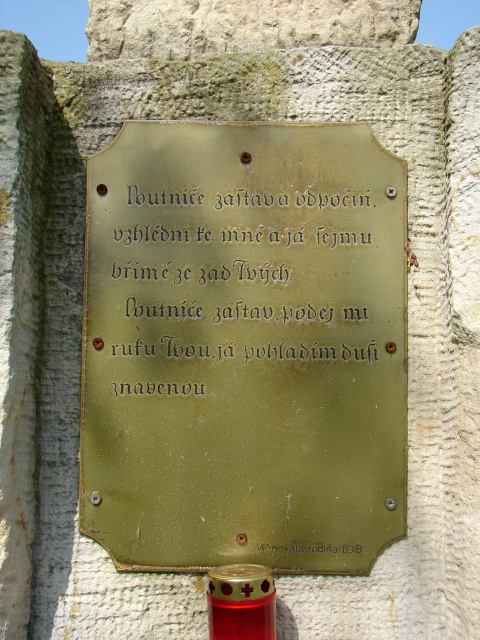 Poutníče zastav a odpočiň,
vzhlédni ke mně a já sejmu
břímě ze zad Tvých
Poutníče zastav, podej mi
ruku Tvou, já pohladím duši
znavenou
Věnovala rodina